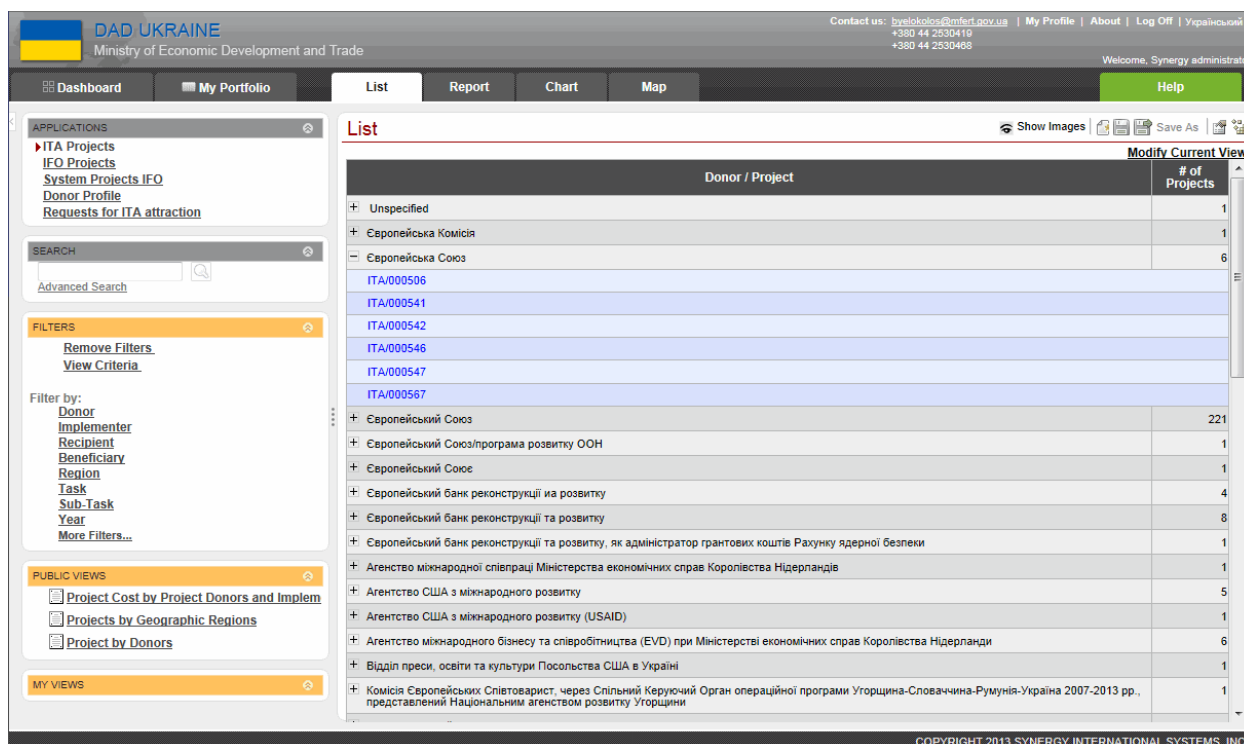 DAD UKRAINE
Ministry of Economic Development and Trade
Contact us: byelokolos@mfert.gov.ua | My Profile | About | Log Off | Український
+380 44 2530419
+380 44 2530468
Welcome, Synergy administrato
Dashboard
My Portfolio
List
Report
Chart
Map
Help
APPLICATIONS
ITA Projects
IFO Projects
System Projects IFO
Donor Profile
Requests for ITA attraction
SEARCH
Advanced Search
FILTERS
Remove Filters
View Criteria
Filter by:
Donor
Implementer
Recipient
Beneficiary
Region
Task
Sub-Task
Year
More Filters...
PUBLIC VIEWS
Project Cost by Project Donors and Implem
Projects by Geographic Regions
Project by Donors
MY VIEWS
List
Show Images
Save As
Modify Current View
Donor / Project
# of Projects
Unspecified 1
Європейська Комісія 1
Європейська Союз 6
ITA/000506
ITA/000541
ITA/000542
ITA/000546
ITA/000547
ITA/000567
Європейський Союз 221
Європейський Союз/програма розвитку ООН 1
Європейський Соює 1
Європейський банк реконструкції иа розвитку 4
Європейський банк реконструкції та розвитку 8
Європейський банк реконструкції та розвитку, як адміністратор грантових коштів Рахунку ядерної безпеки 1
Агенство міжнародної співпраці Міністерства економічних справ Королівства Нідерландів 1
Агентство США з міжнародного розвитку 5
Агентство США з міжнародного розвитку (USAID) 1
Агентство міжнародного бізнесу та співробітництва (EVD) при Міністерстві економічних справ Королівства Нідерланди 6
Відділ преси, освіти та культури Посольства США в Україні 1
Комісія Європейських Співтоварист, через Спільний Керуючий Орган операційної програми Угорщина-Словаччина-Румунія-Україна 2007-2013 рр., 1
представлений Національним агенством розвитку Угорщини
COPYRIGHT 2013 SYNERGY INTERNATIONAL SYSTEMS, INC